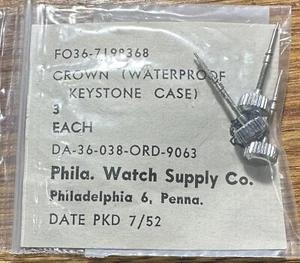 FO36-7198368
CROWN (WATERPROOF
KEYSTONE CASE)
3
EACH
DA-36-038-ORD-9063
Phila. Watch Supply Co.
Philadelphia 6, Penna.
DATE PKD 7/52